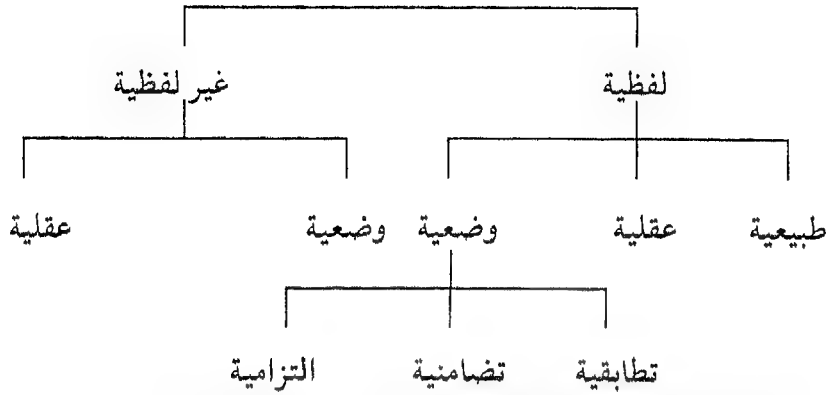 لفظية غير لفظية
طبيعية عقلية وضعية وضعية عقلية
تطابقية تضامنية التزامية